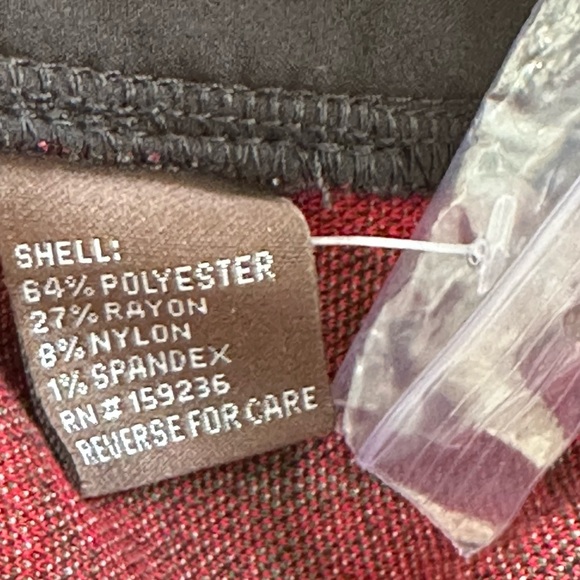 SHELL:
64% POLYESTER
27% RAYON
8% NYLON
1% SPANDEX
RN # 159236
REVERSE FOR CARE